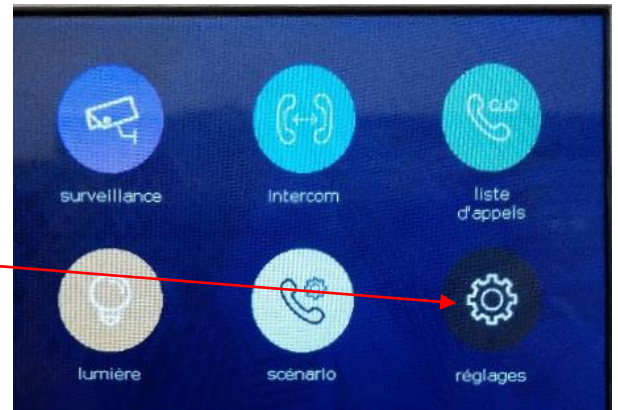 surveillance
Intercom
liste
d'appels
lumière
scénario
réglages